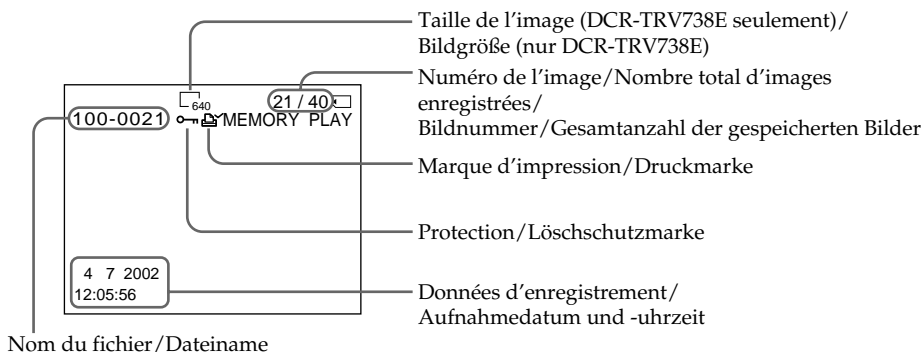 Taille de l'image (DCR-TRV738E seulement)/
Bildgröße (nur DCR-TRV738E)
Numéro de l'image/Nombre total d'images
enregistrées/
Bildnummer/Gesamtanzahl der gespeicherten Bilder
640
21 / 40
100-0021
MEMORY PLAY
Marque d'impression/Druckmarke
Protection/Löschschutzmarke
4 7 2002
12:05:56
Données d'enregistrement/
Aufnahmedatum und -uhrzeit
Nom du fichier/Dateiname